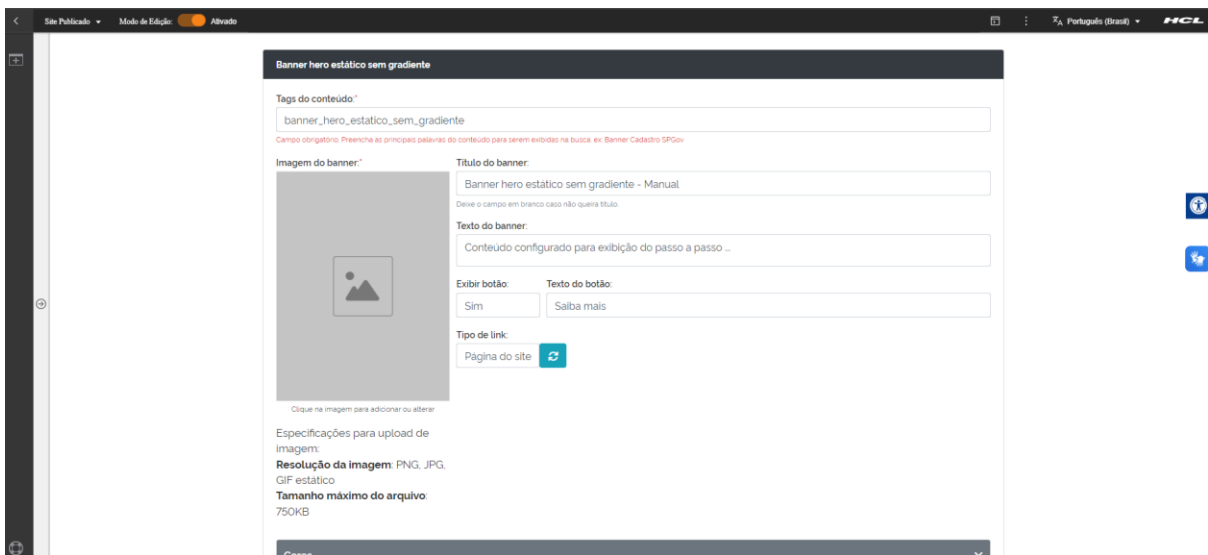 Site Publicado
Modo de Edição:
Ativado
Português (Brasil)
HCL
Banner hero estático sem gradiente
Tags do conteúdo:*
banner_hero_estatico_sem_gradiente
Campo obrigatório. Preencha as principais palavras do conteúdo para serem exibidas na busca. ex: Banner Cadastro SPGov
Imagem do banner:*
Título do banner:
Banner hero estático sem gradiente - Manual
Deixe o campo em branco caso não queira título.
Texto do banner:
Conteúdo configurado para exibição do passo a passo ...
Exibir botão:
Texto do botão:
Sim
Saiba mais
Tipo de link:
Página do site
Clique na imagem para adicionar ou alterar
Especificações para upload de
imagem:
Resolução da imagem: PNG, JPG,
GIF estático
Tamanho máximo do arquivo:
750KB